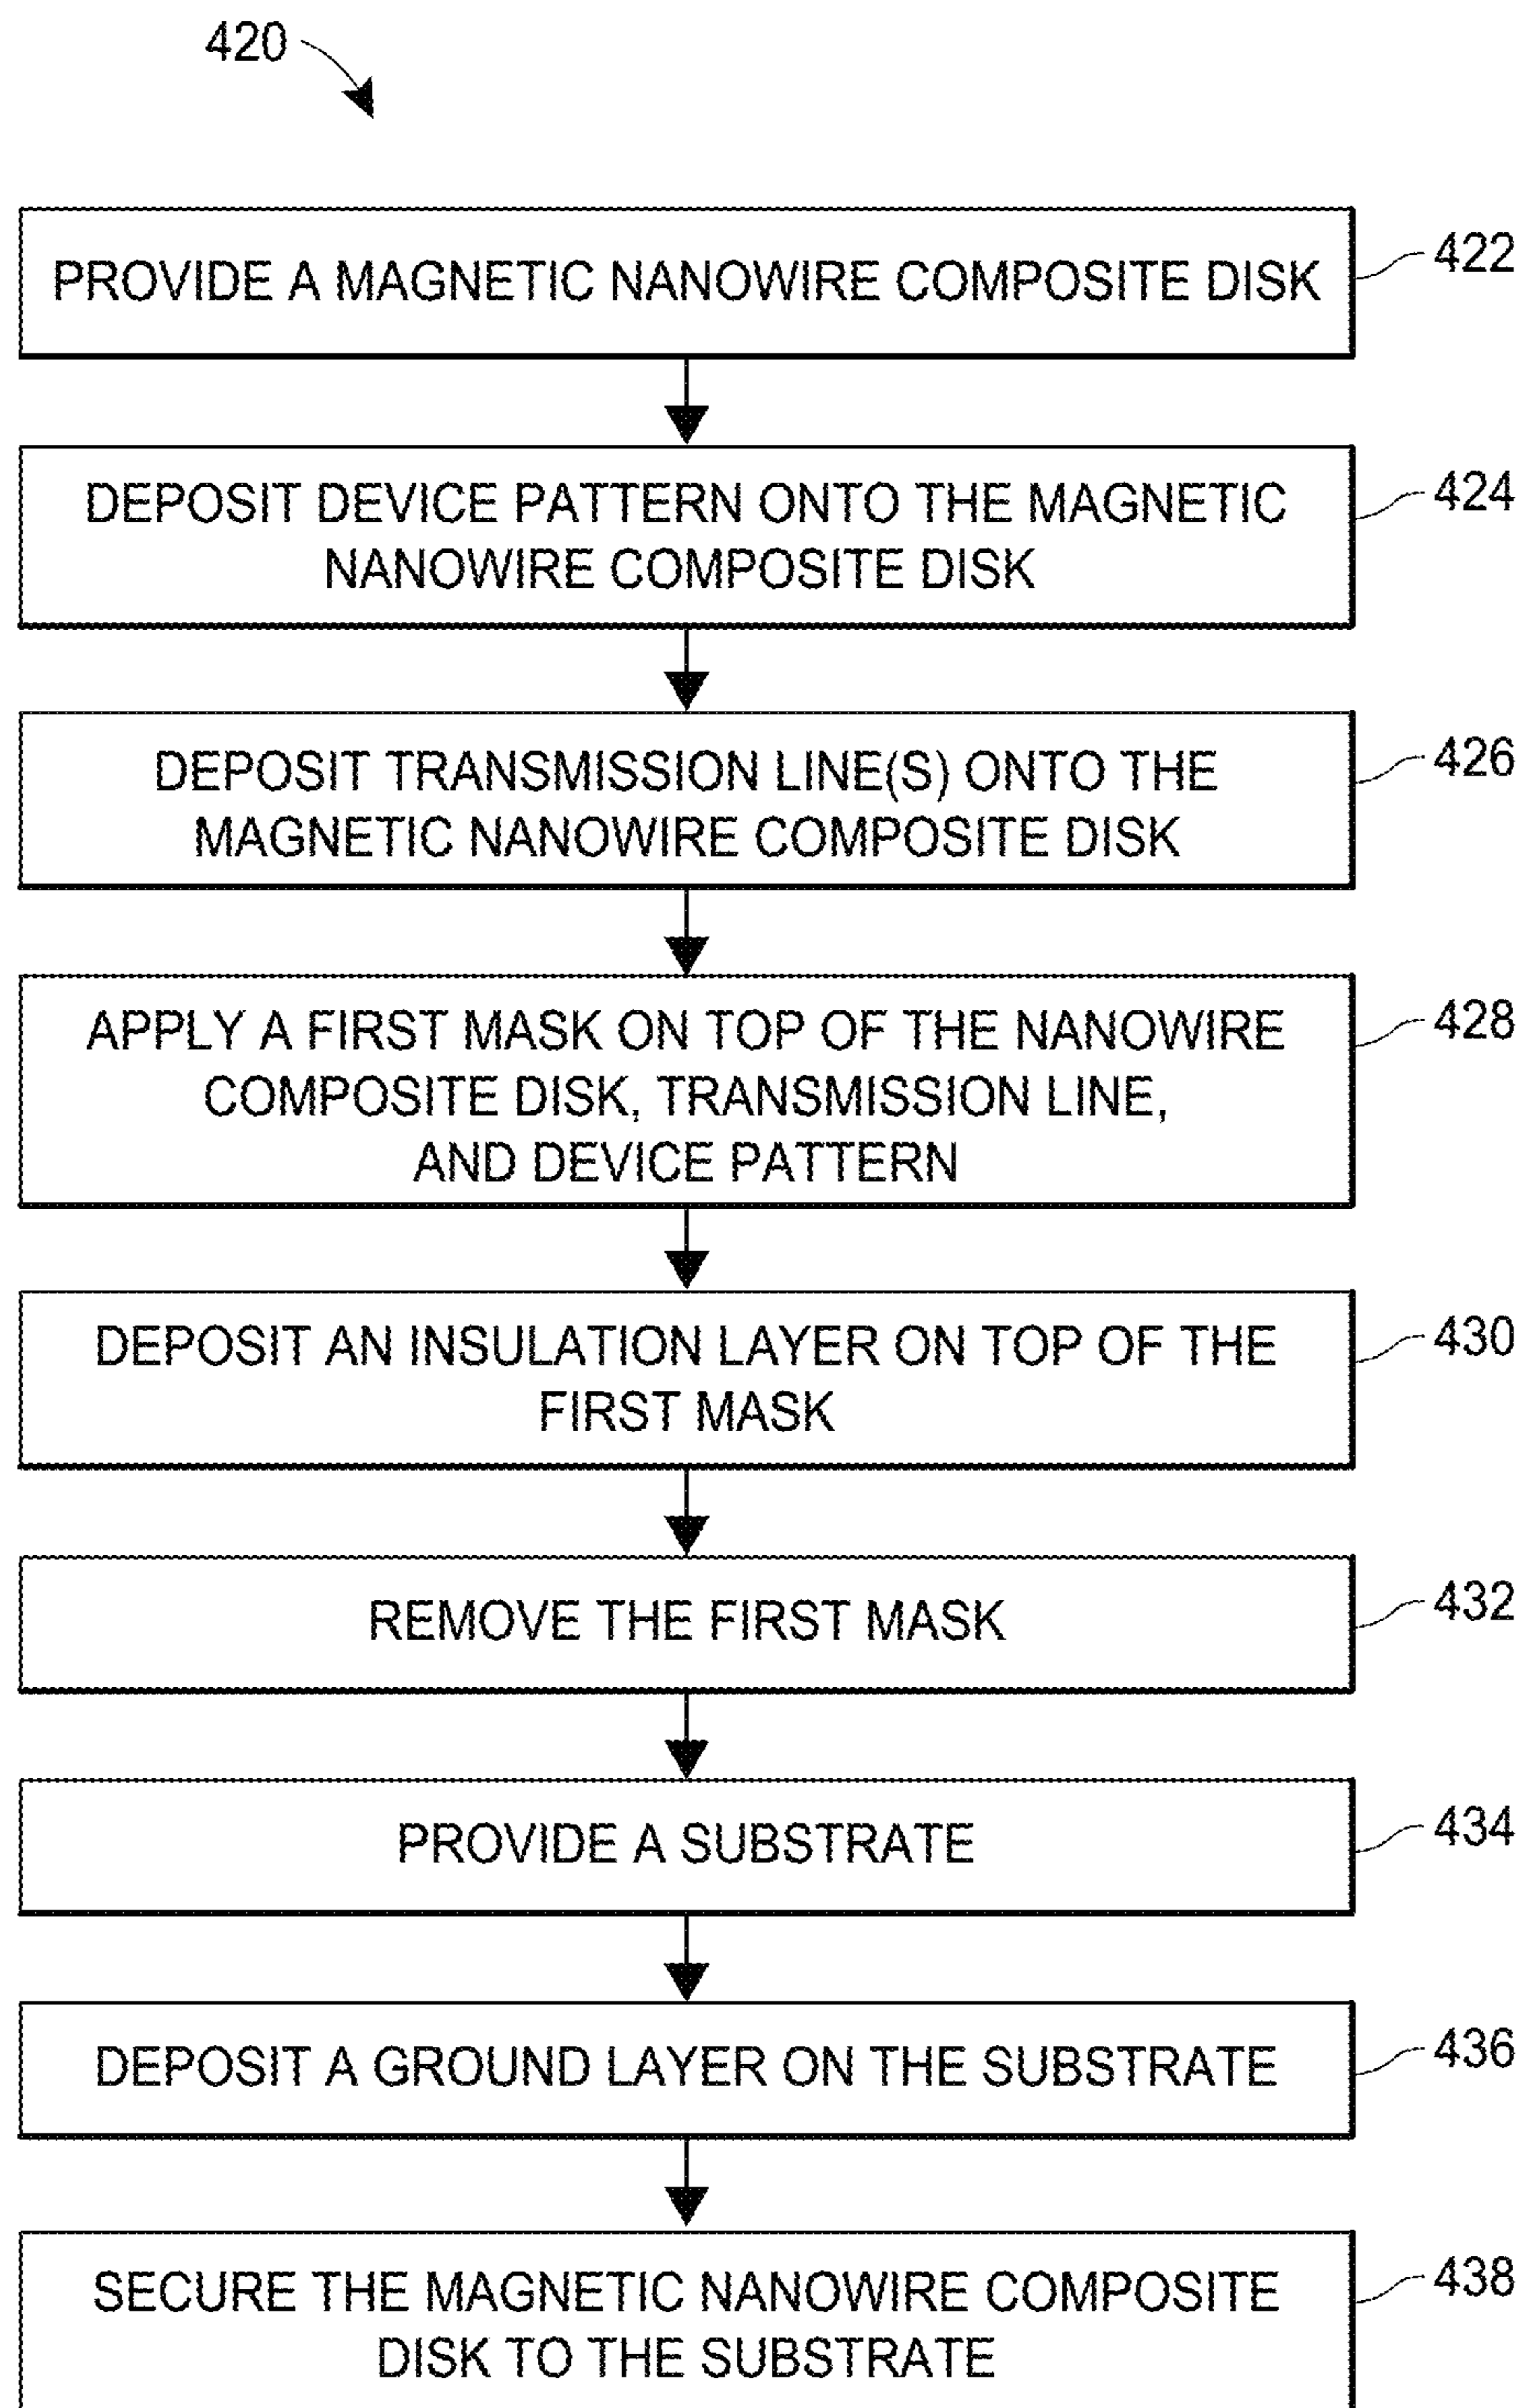 420
PROVIDE A MAGNETIC NANOWIRE COMPOSITE DISK
422
DEPOSIT DEVICE PATTERN ONTO THE MAGNETIC
NANOWIRE COMPOSITE DISK
424
DEPOSIT TRANSMISSION LINE(S) ONTO THE
MAGNETIC NANOWIRE COMPOSITE DISK
426
APPLY A FIRST MASK ON TOP OF THE NANOWIRE
COMPOSITE DISK, TRANSMISSION LINE,
AND DEVICE PATTERN
428
DEPOSIT AN INSULATION LAYER ON TOP OF THE
FIRST MASK
430
REMOVE THE FIRST MASK
432
PROVIDE A SUBSTRATE
434
DEPOSIT A GROUND LAYER ON THE SUBSTRATE
436
SECURE THE MAGNETIC NANOWIRE COMPOSITE
DISK TO THE SUBSTRATE
438